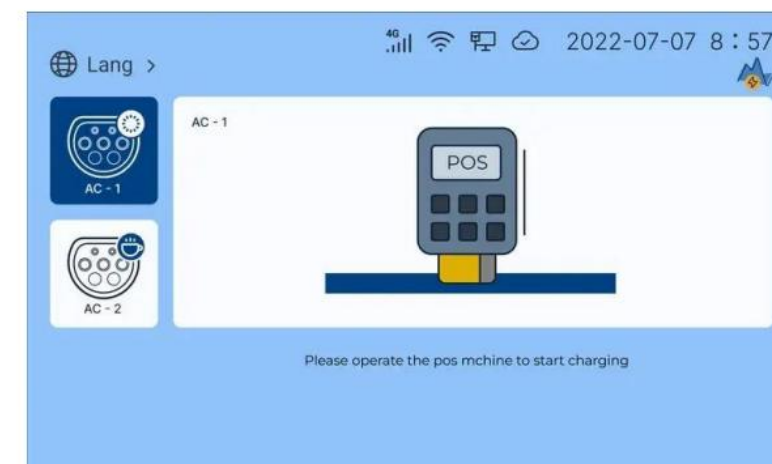 4G
2022-07-07 8:57
Lang >
AC - 1
AC - 1
POS
AC - 2
Please operate the pos mchine to start charging